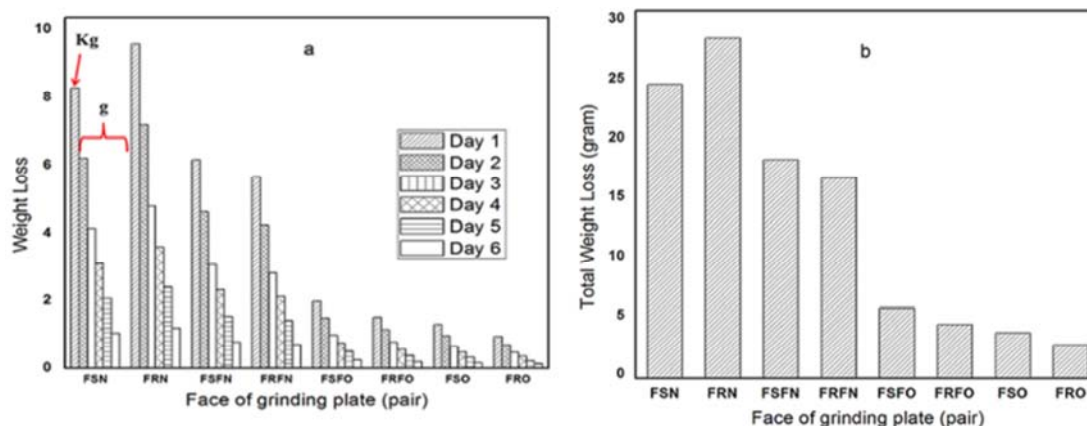 a
Kg
g
10
8
6
4
2
0
Weight Loss
Day 1
Day 2
Day 3
Day 4
Day 5
Day 6
FSN FRN FSFN FRFN FSFO FRFO FSO FRO
Face of grinding plate (pair)
b
30
25
20
15
10
5
0
Total Weight Loss (gram)
FSN FRN FSFN FRFN FSFO FRFO FSO FRO
Face of grinding plate (pair)